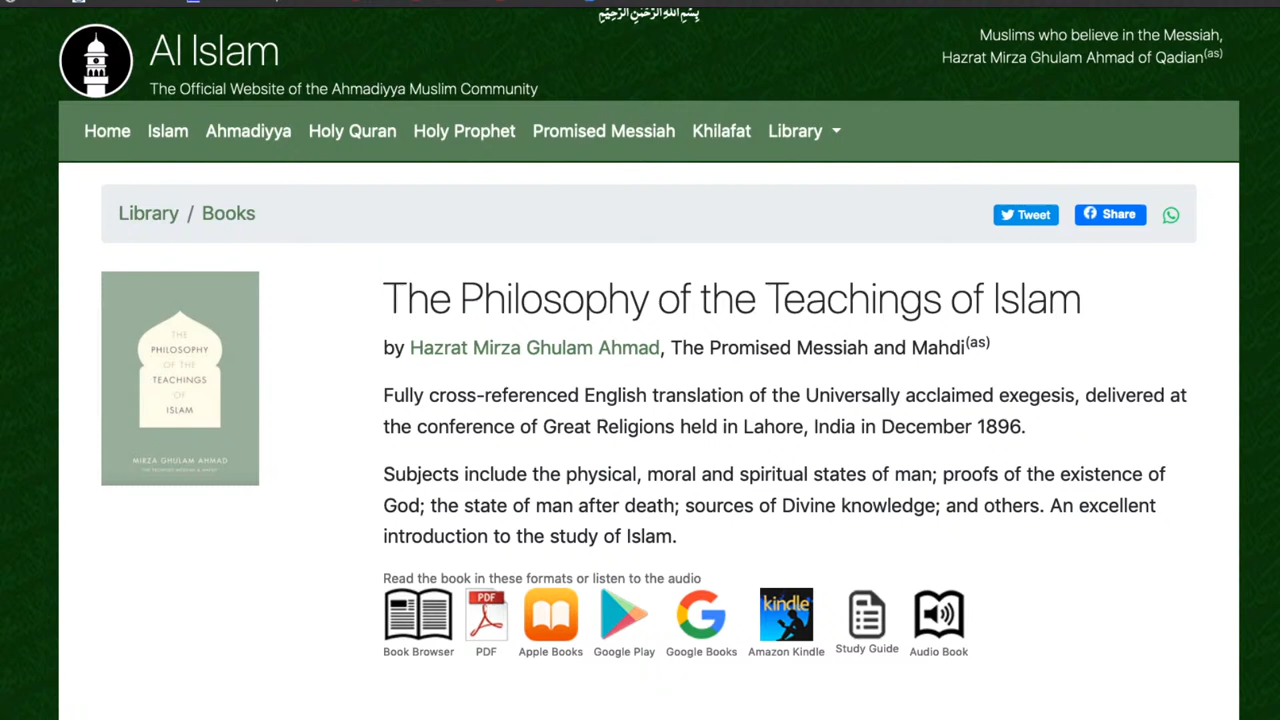 بِسْمِ اللهِ الرَّحْمٰنِ الرَّحِيْمِ
Al Islam
The Official Website of the Ahmadiyya Muslim Community
Muslims who believe in the Messiah,
Hazrat Mirza Ghulam Ahmad of Qadian(as)
Home Islam Ahmadiyya Holy Quran Holy Prophet Promised Messiah Khilafat Library
Library / Books
Tweet Share
THE
PHILOSOPHY
OF THE
TEACHINGS
OF
ISLAM
MIRZA GHULAM AHMAD
The Philosophy of the Teachings of Islam
by Hazrat Mirza Ghulam Ahmad, The Promised Messiah and Mahdi(as)
Fully cross-referenced English translation of the Universally acclaimed exegesis, delivered at
the conference of Great Religions held in Lahore, India in December 1896.
Subjects include the physical, moral and spiritual states of man; proofs of the existence of
God; the state of man after death; sources of Divine knowledge; and others. An excellent
introduction to the study of Islam.
Read the book in these formats or listen to the audio
PDF
kindle
Book Browser PDF Apple Books Google Play Google Books Amazon Kindle Study Guide Audio Book